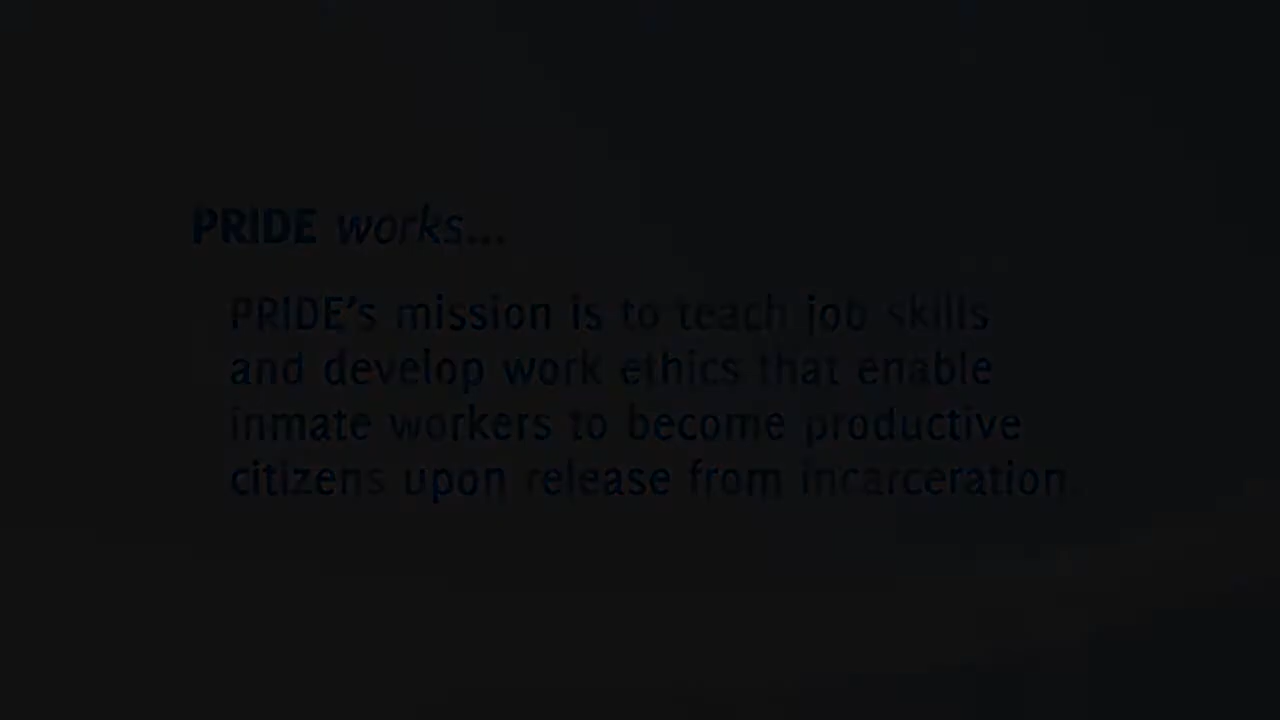 PRIDE works...
PRIDE's mission is to teach job skills
and develop work ethics that enable
inmate workers to become productive
citizens upon release from incarceration.